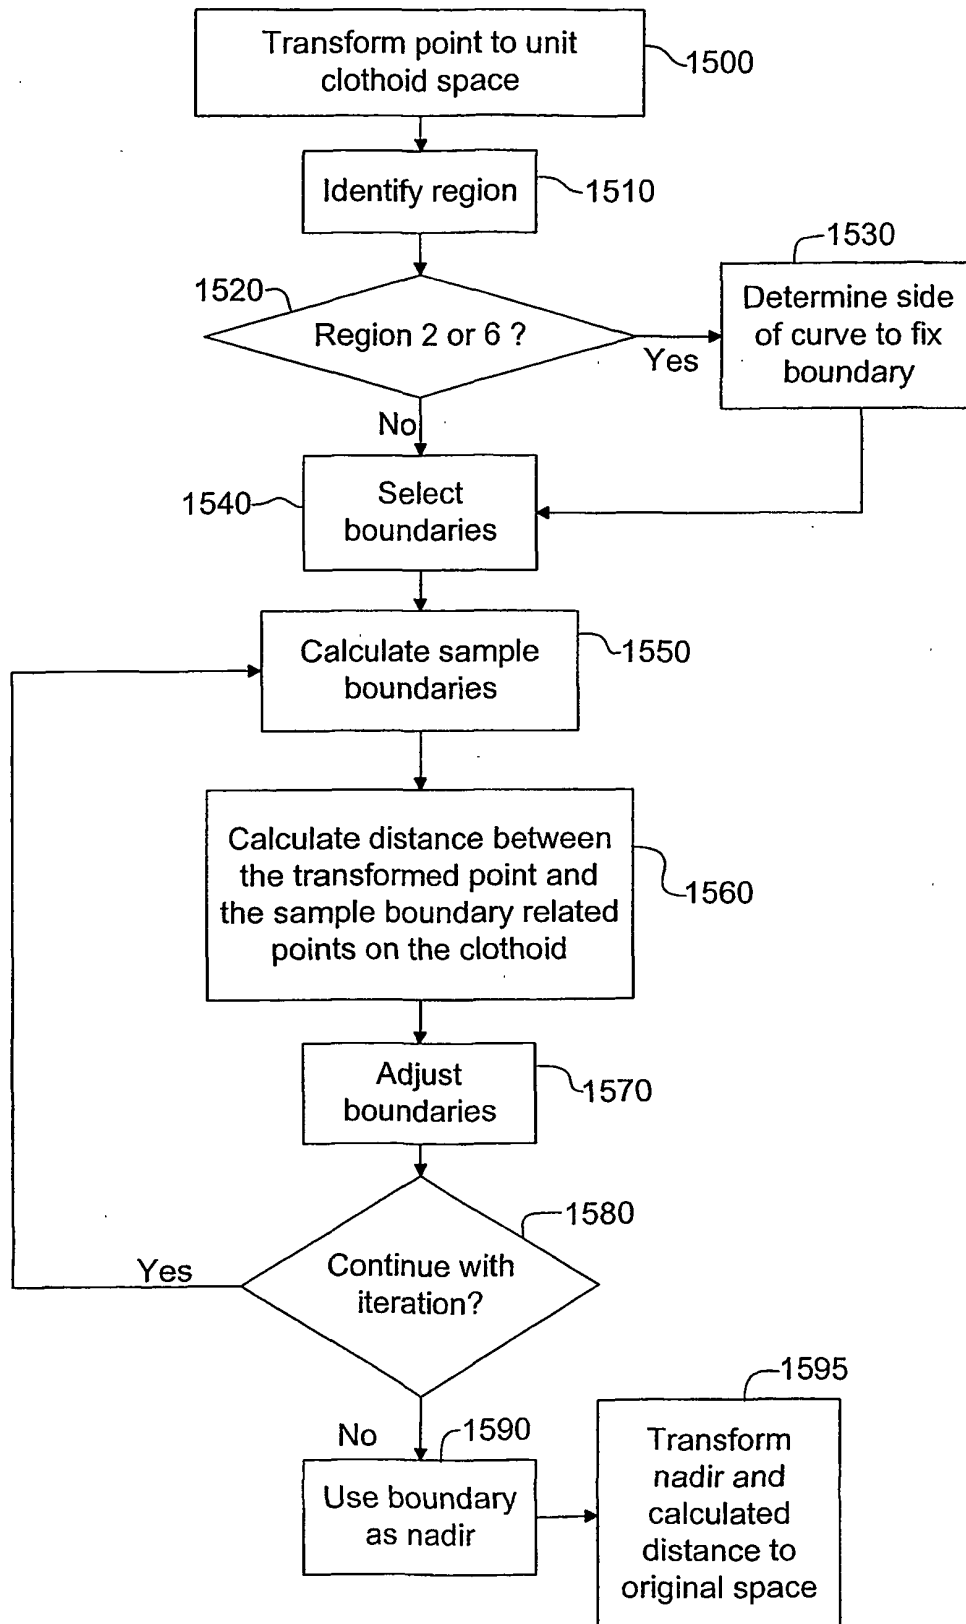 Transform point to unit
clothoid space
1500
Identify region
1510
1520
Region 2 or 6 ?
Yes
1530
Determine side
of curve to fix
boundary
No
1540
Select
boundaries
Calculate sample
boundaries
1550
Calculate distance between
the transformed point and
the sample boundary related
points on the clothoid
1560
Adjust
boundaries
1570
1580
Continue with
iteration?
Yes
No
1590
Use boundary
as nadir
1595
Transform
nadir and
calculated
distance to
original space